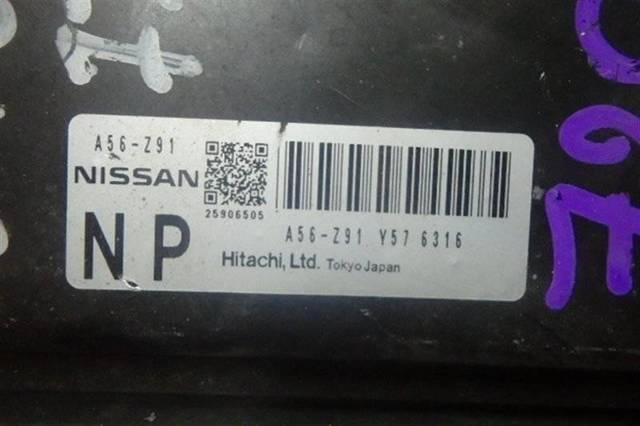 A56-Z91
NISSAN
25906505
NP
A56-Z91 Y57 6316
Hitachi, Ltd. Tokyo Japan